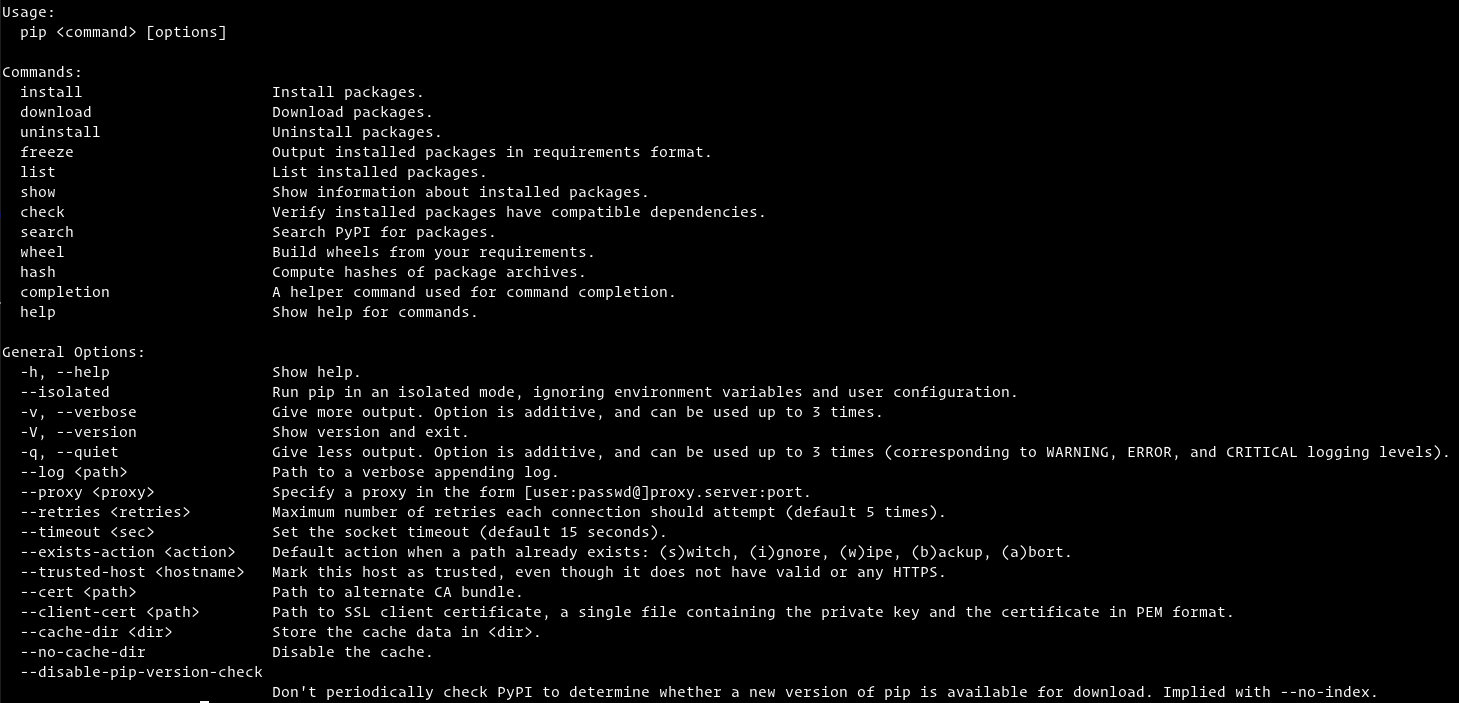 Usage:
  pip <command> [options]

Commands:
  install                     Install packages.
  download                    Download packages.
  uninstall                   Uninstall packages.
  freeze                      Output installed packages in requirements format.
  list                        List installed packages.
  show                        Show information about installed packages.
  check                       Verify installed packages have compatible dependencies.
  search                      Search PyPI for packages.
  wheel                       Build wheels from your requirements.
  hash                        Compute hashes of package archives.
  completion                  A helper command used for command completion.
  help                        Show help for commands.

General Options:
  -h, --help                  Show help.
  --isolated                  Run pip in an isolated mode, ignoring environment variables and user configuration.
  -v, --verbose               Give more output. Option is additive, and can be used up to 3 times.
  -V, --version               Show version and exit.
  -q, --quiet                 Give less output. Option is additive, and can be used up to 3 times (corresponding to WARNING, ERROR, and CRITICAL logging levels).
  --log <path>                Path to a verbose appending log.
  --proxy <proxy>             Specify a proxy in the form [user:passwd@]proxy.server:port.
  --retries <retries>         Maximum number of retries each connection should attempt (default 5 times).
  --timeout <sec>             Set the socket timeout (default 15 seconds).
  --exists-action <action>    Default action when a path already exists: (s)witch, (i)gnore, (w)ipe, (b)ackup, (a)bort.
  --trusted-host <hostname>   Mark this host as trusted, even though it does not have valid or any HTTPS.
  --cert <path>               Path to alternate CA bundle.
  --client-cert <path>        Path to SSL client certificate, a single file containing the private key and the certificate in PEM format.
  --cache-dir <dir>           Store the cache data in <dir>.
  --no-cache-dir              Disable the cache.
  --disable-pip-version-check
                              Don't periodically check PyPI to determine whether a new version of pip is available for download. Implied with --no-index.